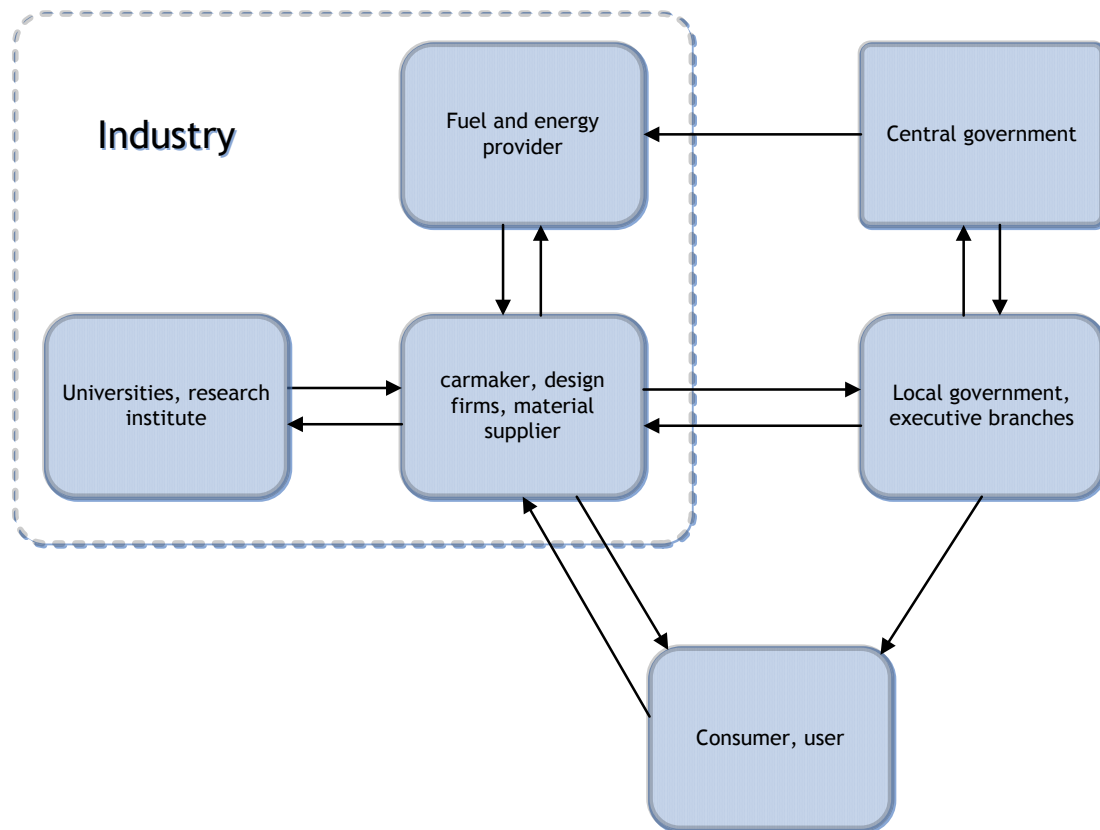 Industry
Fuel and energy
provider
Central government
Universities, research
institute
carmaker, design
firms, material
supplier
Local government,
executive branches
Consumer, user